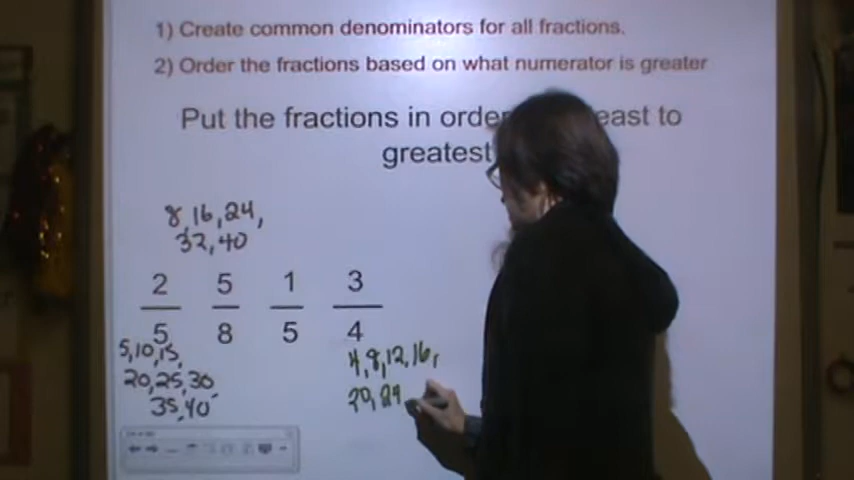 1) Create common denominators for all fractions.
2) Order the fractions based on what numerator is greater
Put the fractions in order east to
greatest
8, 16, 24,
32, 40
2 5 1 3
5 8 5 4
5, 10, 15,
20, 25, 30
35, 40
4, 8, 12, 16,
20, 24